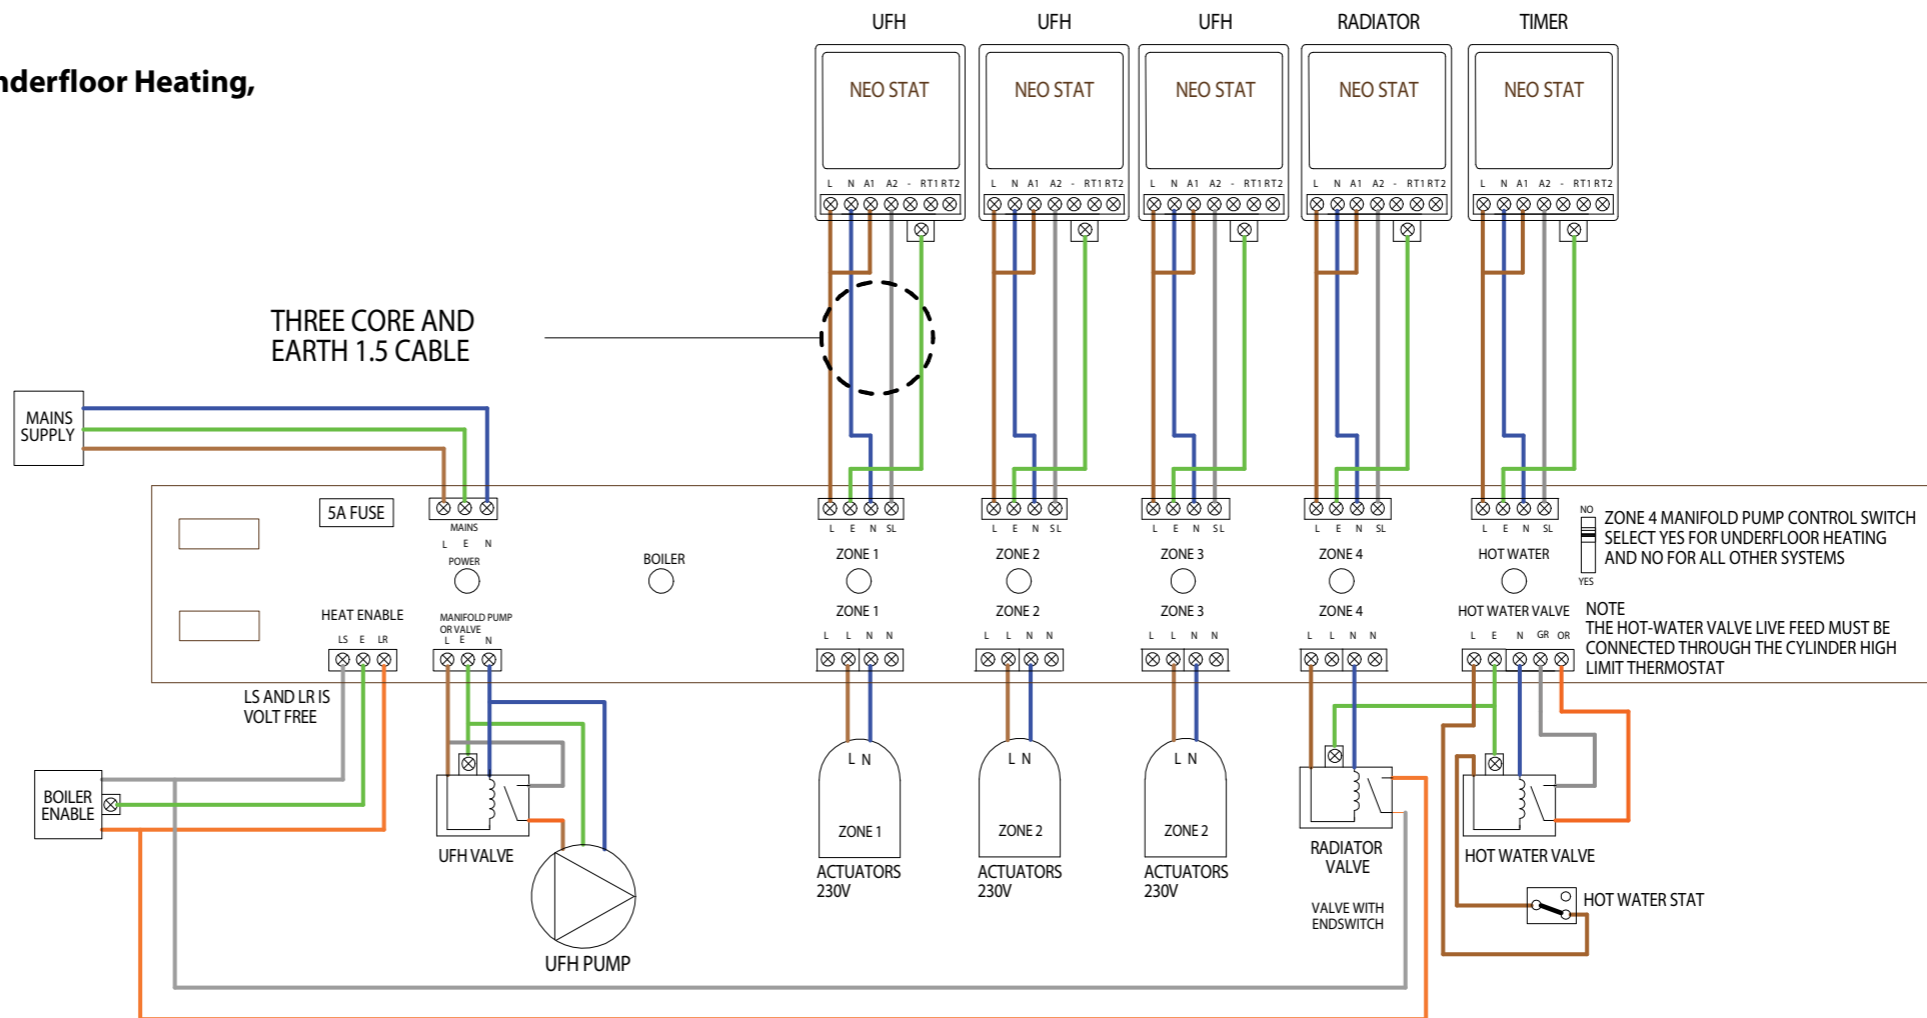 UFH
UFH
UFH
RADIATOR
TIMER
nderfloor Heating,
NEO STAT
NEO STAT
NEO STAT
NEO STAT
NEO STAT
L N A1 A2 - RT1 RT2
L N A1 A2 - RT1 RT2
L N A1 A2 - RT1 RT2
L N A1 A2 - RT1 RT2
L N A1 A2 - RT1 RT2
THREE CORE AND
EARTH 1.5 CABLE
MAINS
SUPPLY
5A FUSE
MAINS
L E N
POWER
BOILER
L E N SL
ZONE 1
L E N SL
ZONE 2
L E N SL
ZONE 3
L E N SL
ZONE 4
L E N SL
HOT WATER
NO
YES
ZONE 4 MANIFOLD PUMP CONTROL SWITCH
SELECT YES FOR UNDERFLOOR HEATING
AND NO FOR ALL OTHER SYSTEMS
HEAT ENABLE
LS E LR
MANIFOLD PUMP
OR VALVE
L E N
ZONE 1
L L N N
ZONE 2
L L N N
ZONE 3
L L N N
ZONE 4
L L N N
HOT WATER VALVE
L E N GR OR
NOTE
THE HOT-WATER VALVE LIVE FEED MUST BE
CONNECTED THROUGH THE CYLINDER HIGH
LIMIT THERMOSTAT
LS AND LR IS
VOLT FREE
BOILER
ENABLE
UFH VALVE
UFH PUMP
L N
ZONE 1
ACTUATORS
230V
L N
ZONE 2
ACTUATORS
230V
L N
ZONE 2
ACTUATORS
230V
RADIATOR
VALVE
VALVE WITH
ENDSWITCH
HOT WATER VALVE
HOT WATER STAT